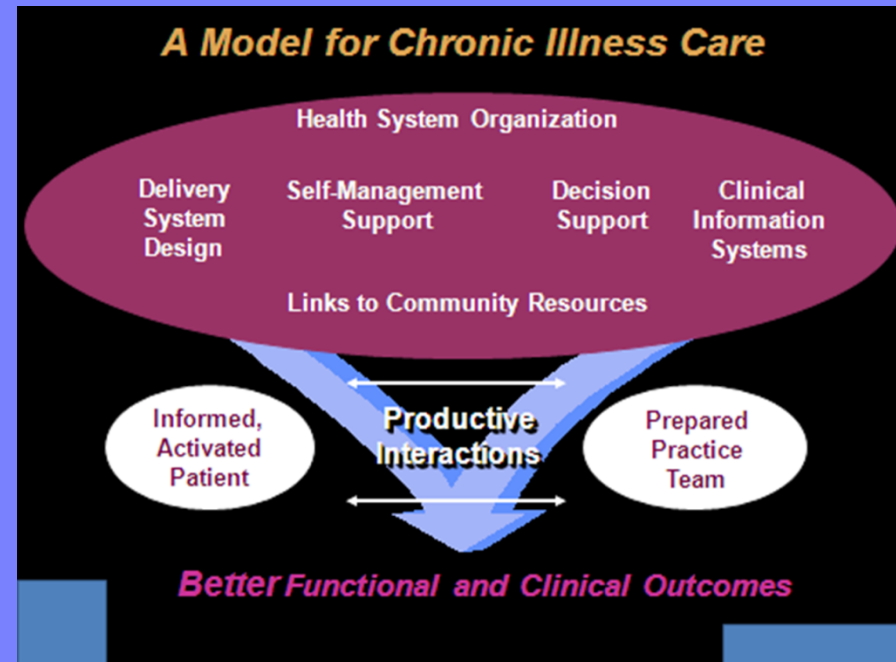 A Model for Chronic Illness Care
Health System Organization
Delivery
System
Design
Self-Management
Support
Decision
Support
Clinical
Information
Systems
Links to Community Resources
Informed,
Activated
Patient
Productive
Interactions
Prepared
Practice
Team
Better Functional and Clinical Outcomes